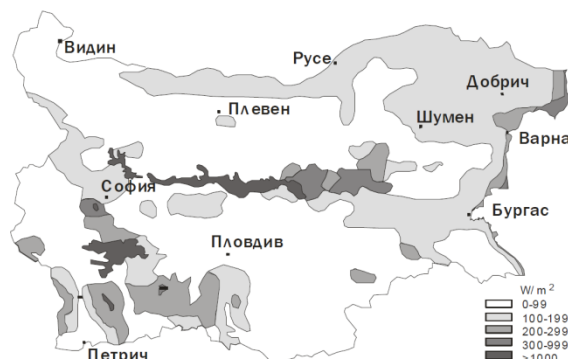 Видин
Русе
Добрич
Плевен
Шумен
Варна
София
Бургас
Пловдив
Петрич
W/ m 2
0-99
100-199
200-299
300-999
>1000